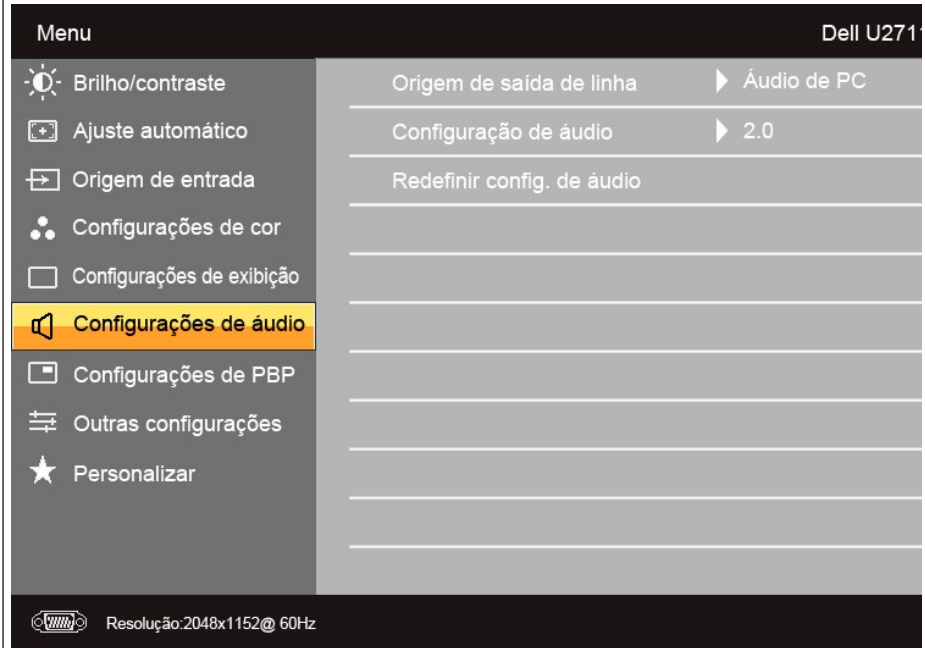 Menu
Dell U2711
Brilho/contraste
Ajuste automático
Origem de entrada
Configurações de cor
Configurações de exibição
Configurações de áudio
Configurações de PBP
Outras configurações
Personalizar
Origem de saída de linha
Áudio de PC
Configuração de áudio
2.0
Redefinir config. de áudio
Resolução:2048x1152@ 60Hz